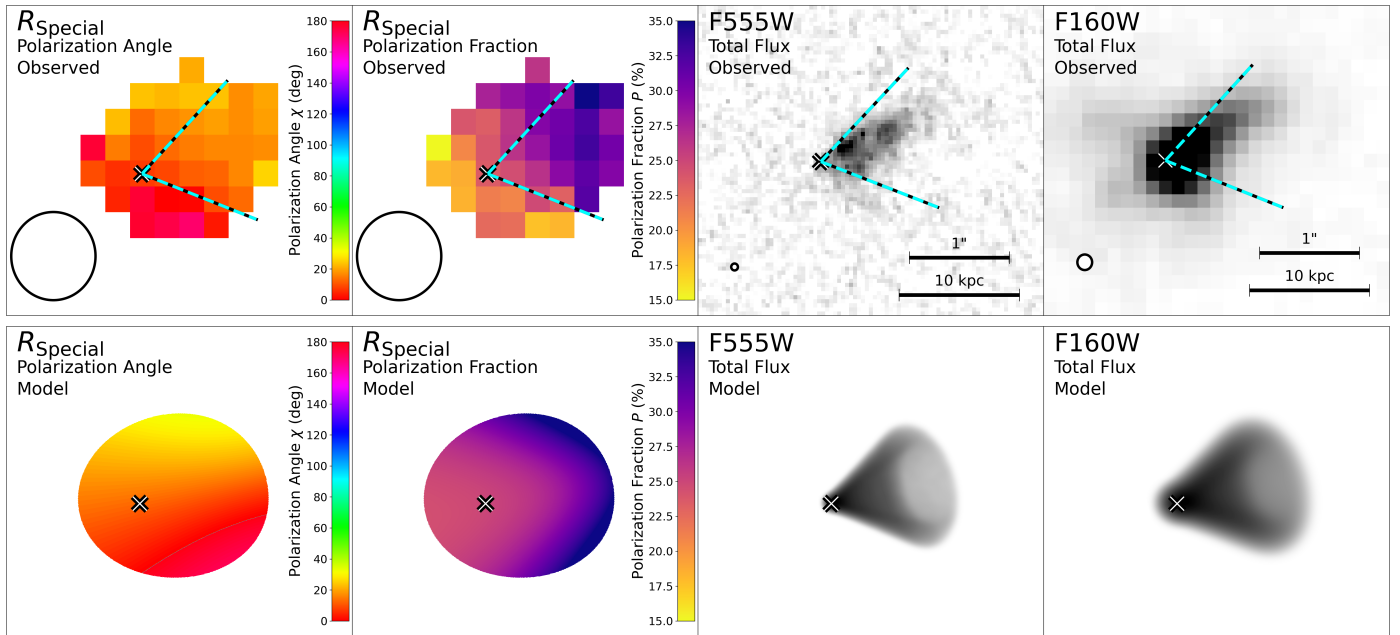 R_Special
Polarization Angle
Observed
180
160
140
120
100
80
60
40
20
0
Polarization Angle χ (deg)
R_Special
Polarization Fraction
Observed
35.0
32.5
30.0
27.5
25.0
22.5
20.0
17.5
15.0
Polarization Fraction P (%)
F555W
Total Flux
Observed
1"
10 kpc
F160W
Total Flux
Observed
1"
10 kpc
R_Special
Polarization Angle
Model
180
160
140
120
100
80
60
40
20
0
Polarization Angle χ (deg)
R_Special
Polarization Fraction
Model
35.0
32.5
30.0
27.5
25.0
22.5
20.0
17.5
15.0
Polarization Fraction P (%)
F555W
Total Flux
Model
F160W
Total Flux
Model